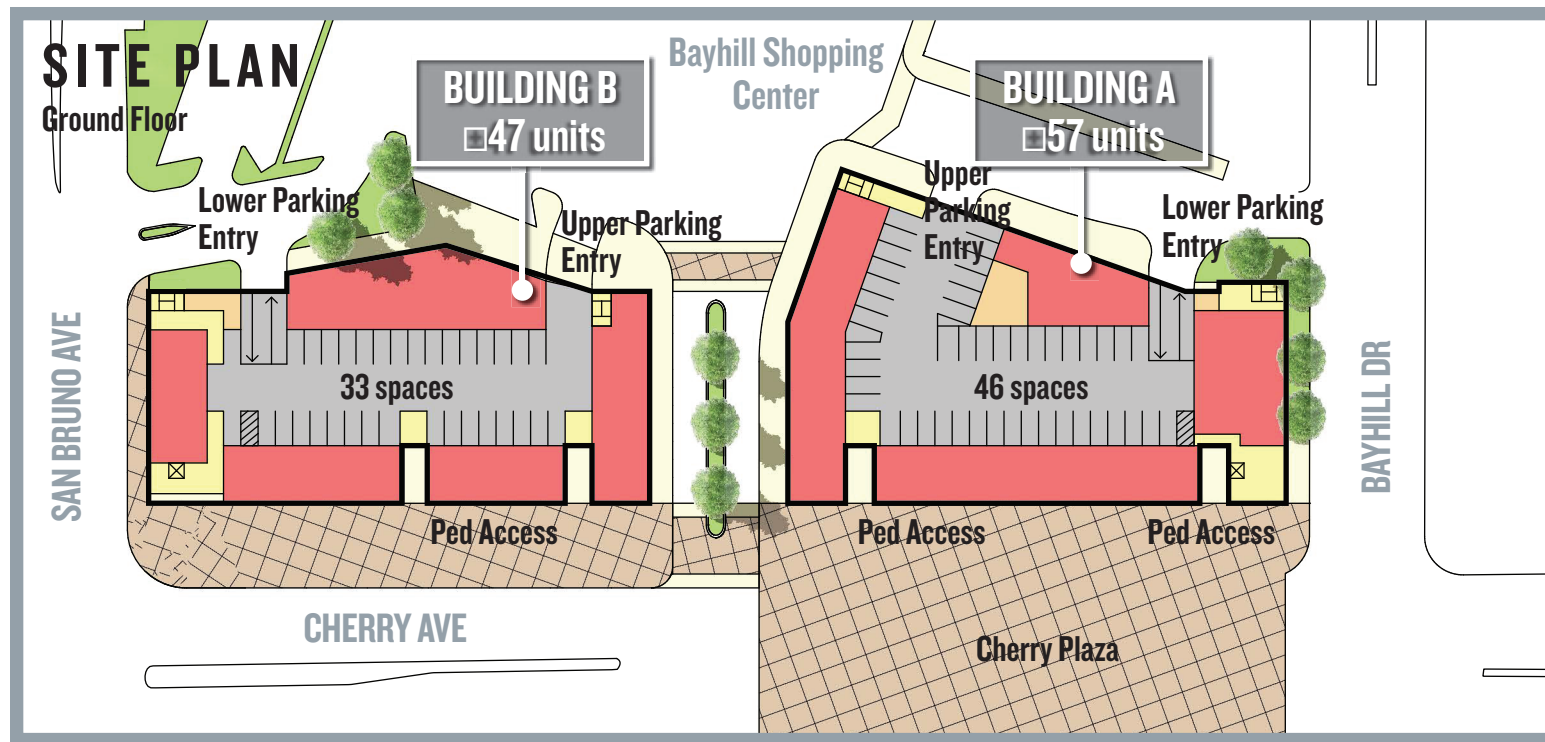 SITE PLAN
Ground Floor
Bayhill Shopping
Center
BUILDING B
□47 units
BUILDING A
□57 units
Lower Parking
Entry
Upper Parking
Entry
Upper
Parking
Entry
Lower Parking
Entry
33 spaces
46 spaces
SAN BRUNO AVE
BAYHILL DR
Ped Access
Ped Access
Ped Access
CHERRY AVE
Cherry Plaza